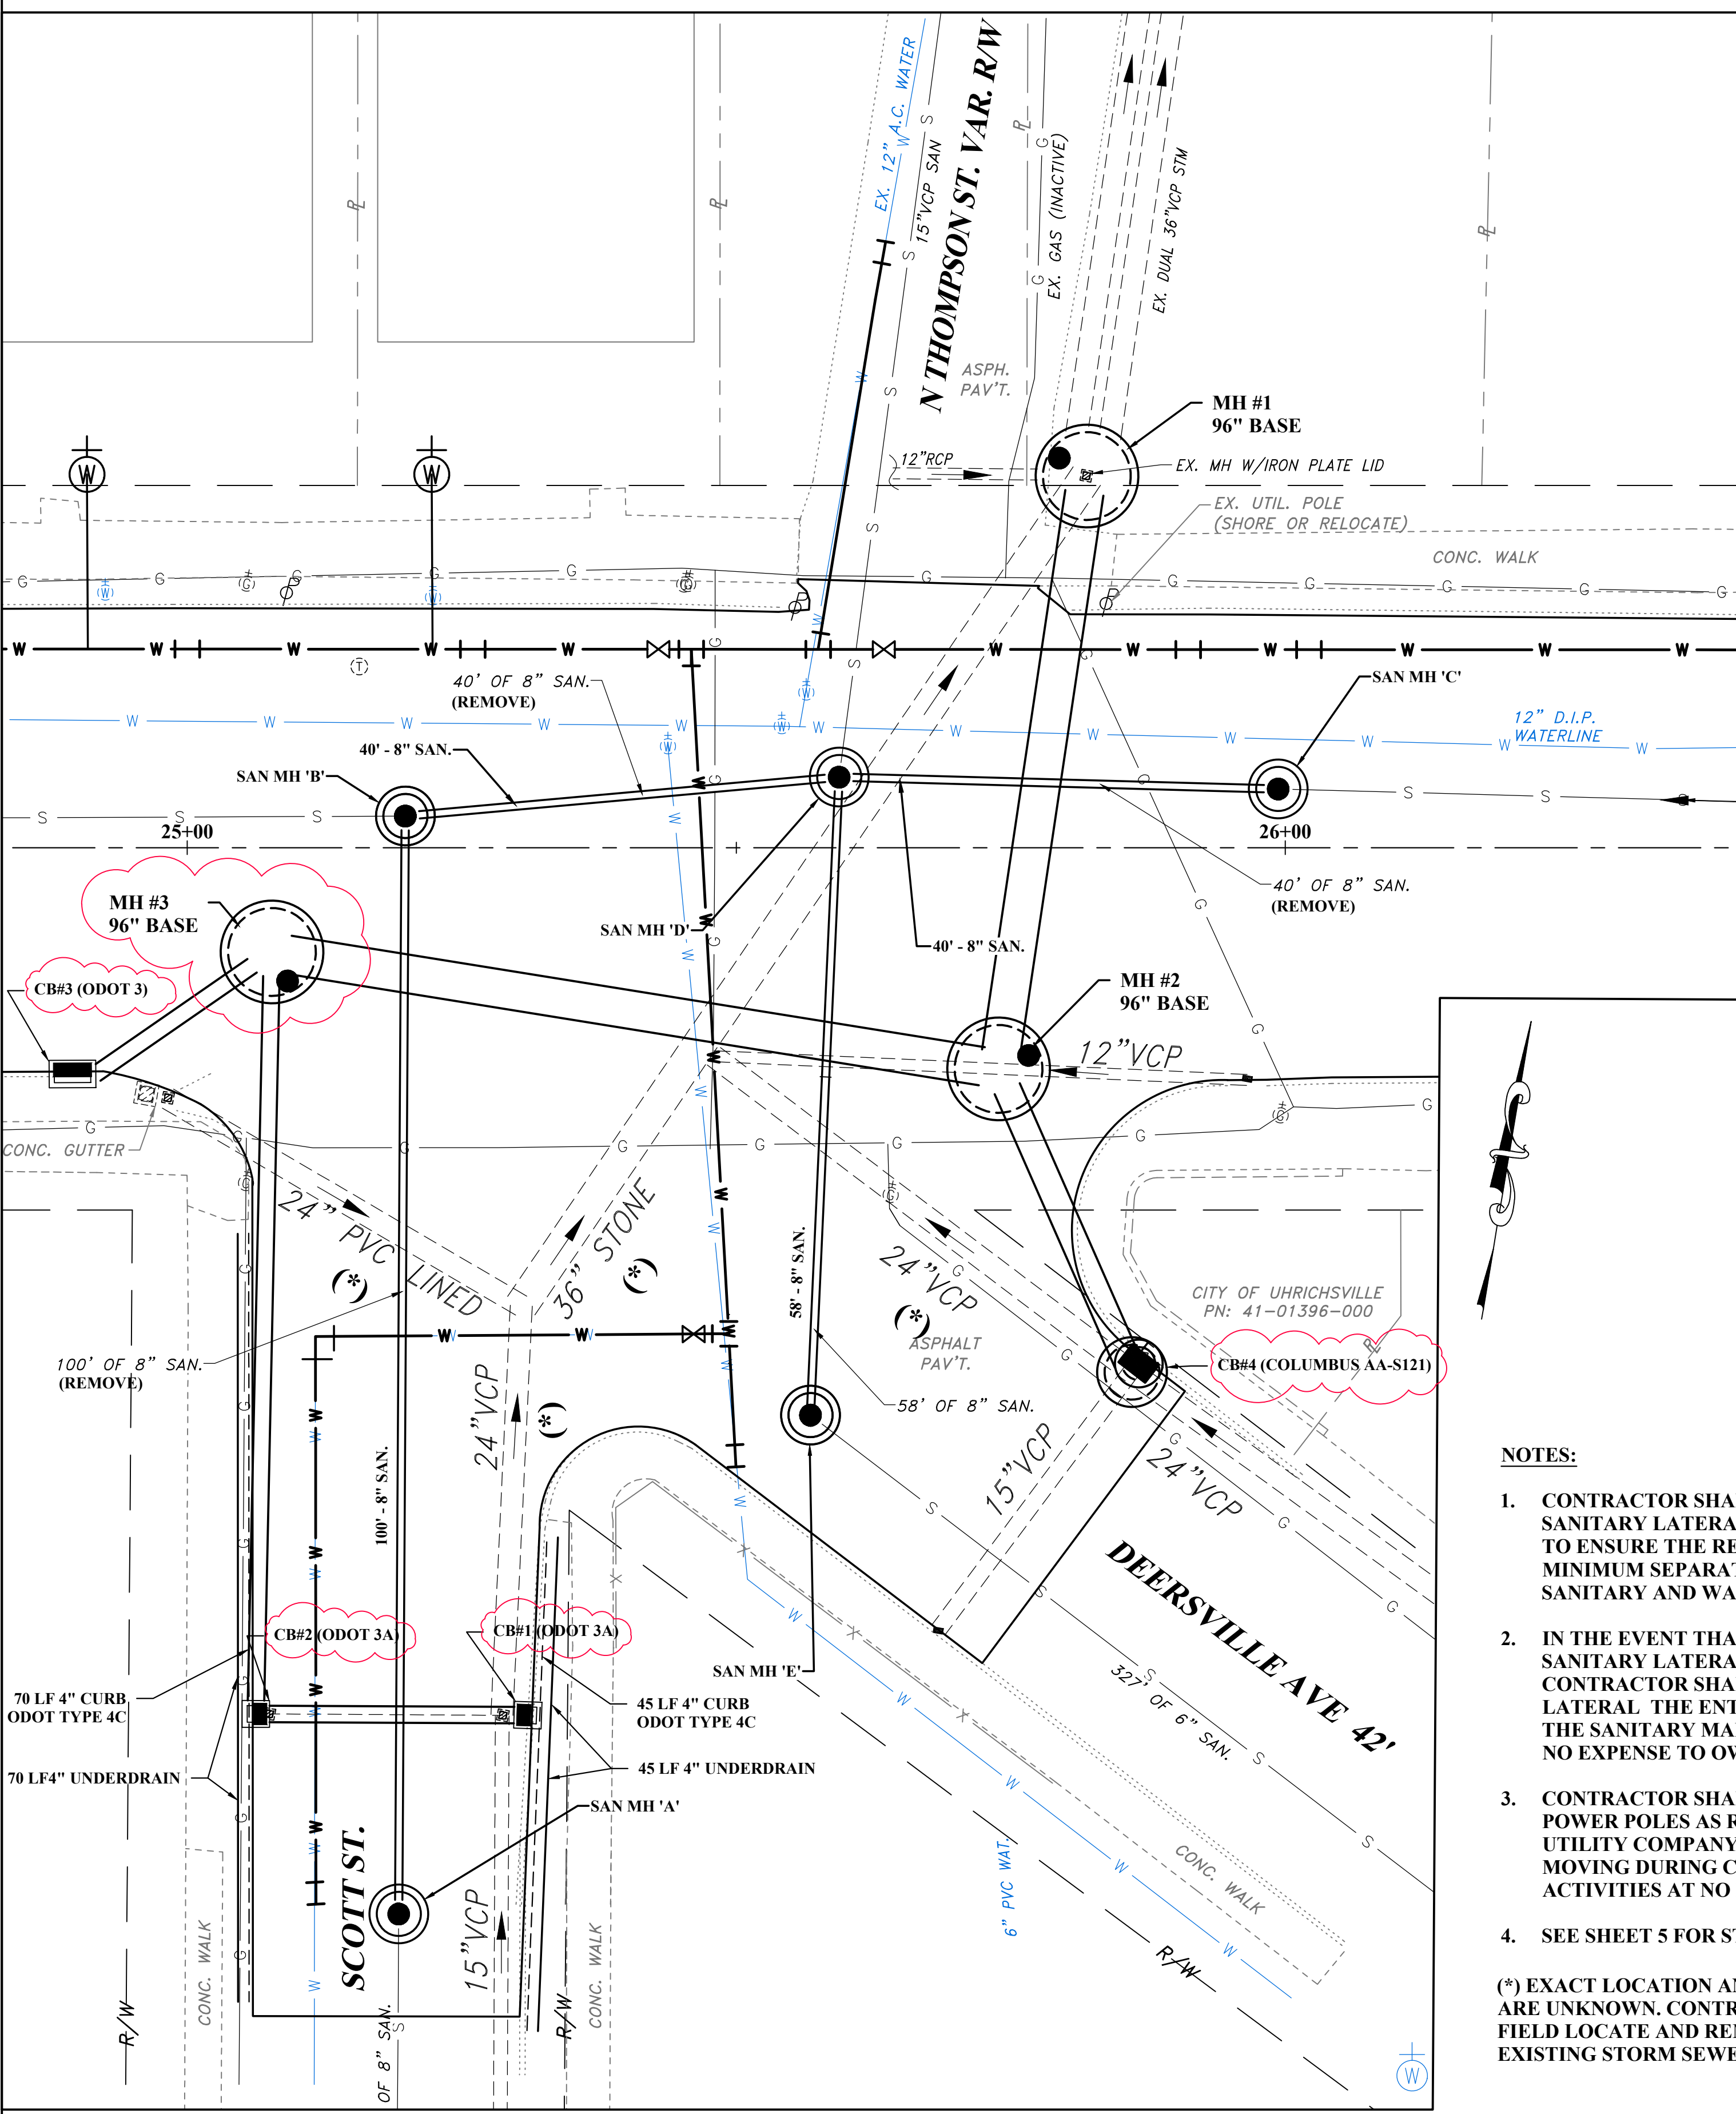 EX. 12” A.C. WATER
W
15”VCP SAN
S
S
N THOMPSON ST. VAR. R/W
G
EX. GAS (INACTIVE)
G
EX. DUAL 36”VCP STM
ASPH.
PAV’T.
W
S
MH #1
96" BASE
12”RCP
EX. MH W/IRON PLATE LID
W
W
EX. UTIL. POLE
(SHORE OR RELOCATE)
CONC. WALK
S
G
G
G
G
G
G
G
G
G
G
G
G
(G)
(G)
(W)
(W)
W
G
W
W
W
W
W
W
W
W
W
W
W
(T)
S
G
40’ OF 8” SAN.
(REMOVE)
SAN MH 'C'
(W)
12” D.I.P.
WATERLINE
W
W
W
W
W
W
W
W
W
W
W
W
(W)
(W)
40' - 8" SAN.
SAN MH 'B'
W
G
G
S
S
S
S
S
S
25+00
26+00
MH #3
96" BASE
40’ OF 8” SAN.
(REMOVE)
G
SAN MH 'D'
W
G
W
40' - 8" SAN.
CB#3 (ODOT 3)
MH #2
96" BASE
G
12”VCP
W
W
(G)
G
CONC. GUTTER
G
G
G
G
G
G
G
(G)
24” PVC LINED
(*)
36” STONE
(*)
W
W
58' - 8" SAN.
24”VCP
(*)
(G)
G
CITY OF UHRICHSVILLE
PN: 41-01396-000
ASPHALT
PAV’T.
G
W
W
W
100’ OF 8” SAN.
(REMOVE)
CB#4 (COLUMBUS AA-S121)
58’ OF 8” SAN.
24”VCP
(*)
15”VCP
24”VCP
G
G
G
S
S
S
S
100' - 8" SAN.
W
W
W
W
G
G
X
X
X
X
DEERSVILLE AVE 42'
327’ OF 6” SAN.
CB#2 (ODOT 3A)
CB#1 (ODOT 3A)
SAN MH 'E'
70 LF 4" CURB
ODOT TYPE 4C
45 LF 4" CURB
ODOT TYPE 4C
70 LF4" UNDERDRAIN
45 LF 4" UNDERDRAIN
SAN MH 'A'
W
W
W
W
W
G
G
G
SCOTT ST.
15”VCP
6” PVC WAT.
CONC. WALK
R/W
CONC. WALK
R/W
CONC. WALK
R/W
W
S
OF 8” SAN.
W
NOTES:
1. CONTRACTOR SHA
SANITARY LATERA
TO ENSURE THE RE
MINIMUM SEPARAT
SANITARY AND WA
2. IN THE EVENT THA
SANITARY LATERA
CONTRACTOR SHA
LATERAL THE ENT
THE SANITARY MA
NO EXPENSE TO OW
3. CONTRACTOR SHA
POWER POLES AS R
UTILITY COMPANY
MOVING DURING C
ACTIVITIES AT NO
4. SEE SHEET 5 FOR ST
(*) EXACT LOCATION AN
ARE UNKNOWN. CONTR
FIELD LOCATE AND REM
EXISTING STORM SEWE